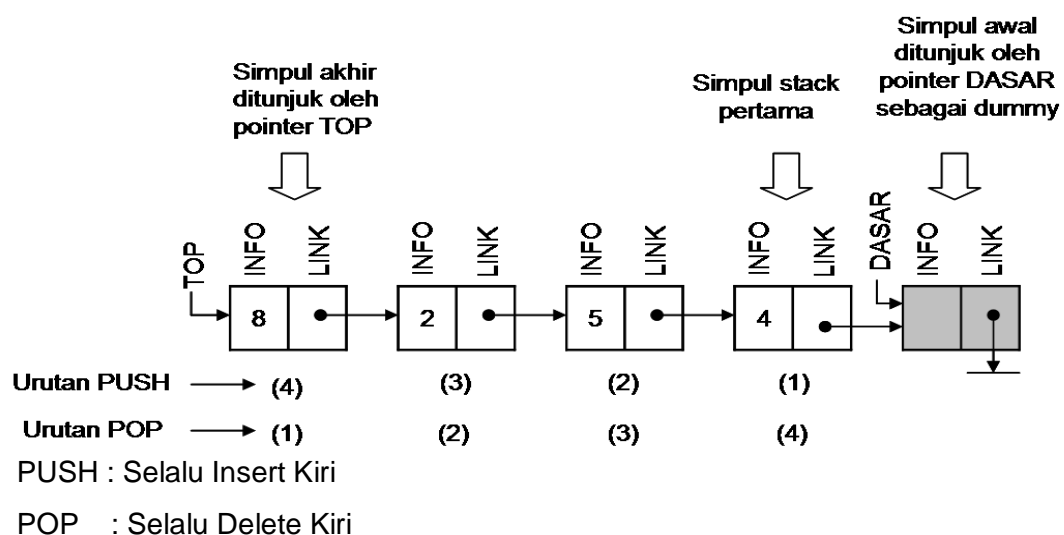 Simpul awal
ditunjuk oleh
pointer DASAR
sebagai dummy
Simpul akhir
ditunjuk oleh
pointer TOP
Simpul stack
pertama
TOP
INFO
LINK
INFO
LINK
INFO
LINK
INFO
LINK
DASAR
INFO
LINK
8 2 5 4
Urutan PUSH (4) (3) (2) (1)
Urutan POP (1) (2) (3) (4)
PUSH : Selalu Insert Kiri
POP : Selalu Delete Kiri